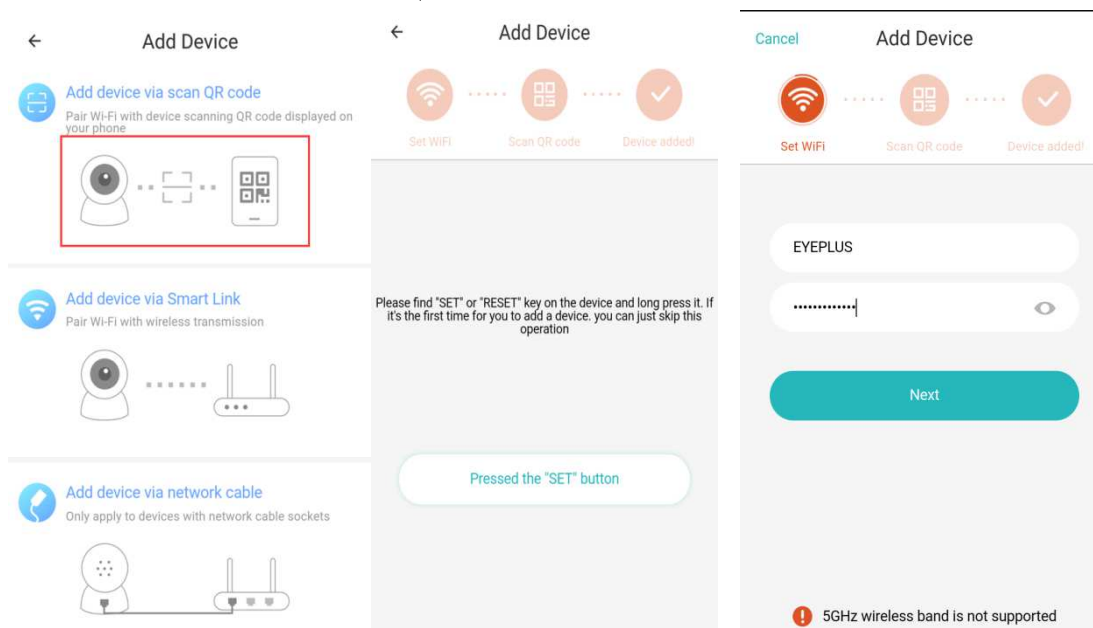 Add Device
Add device via scan QR code
Pair Wi-Fi with device scanning QR code displayed on
your phone
Add device via Smart Link
Pair Wi-Fi with wireless transmission
Add device via network cable
Only apply to devices with network cable sockets
Add Device
Set WiFi
Scan QR code
Device added!
Please find "SET" or "RESET" key on the device and long press it. If
it's the first time for you to add a device. you can just skip this
operation
Pressed the "SET" button
Cancel
Add Device
Set WiFi
Scan QR code
Device added!
EYEPLUS
Next
5GHz wireless band is not supported